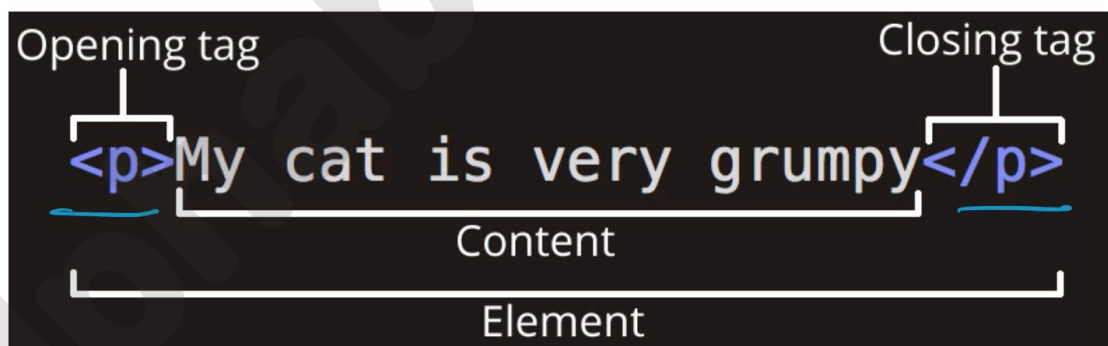 Opening tag Closing tag
<p>My cat is very grumpy</p>
Content
Element